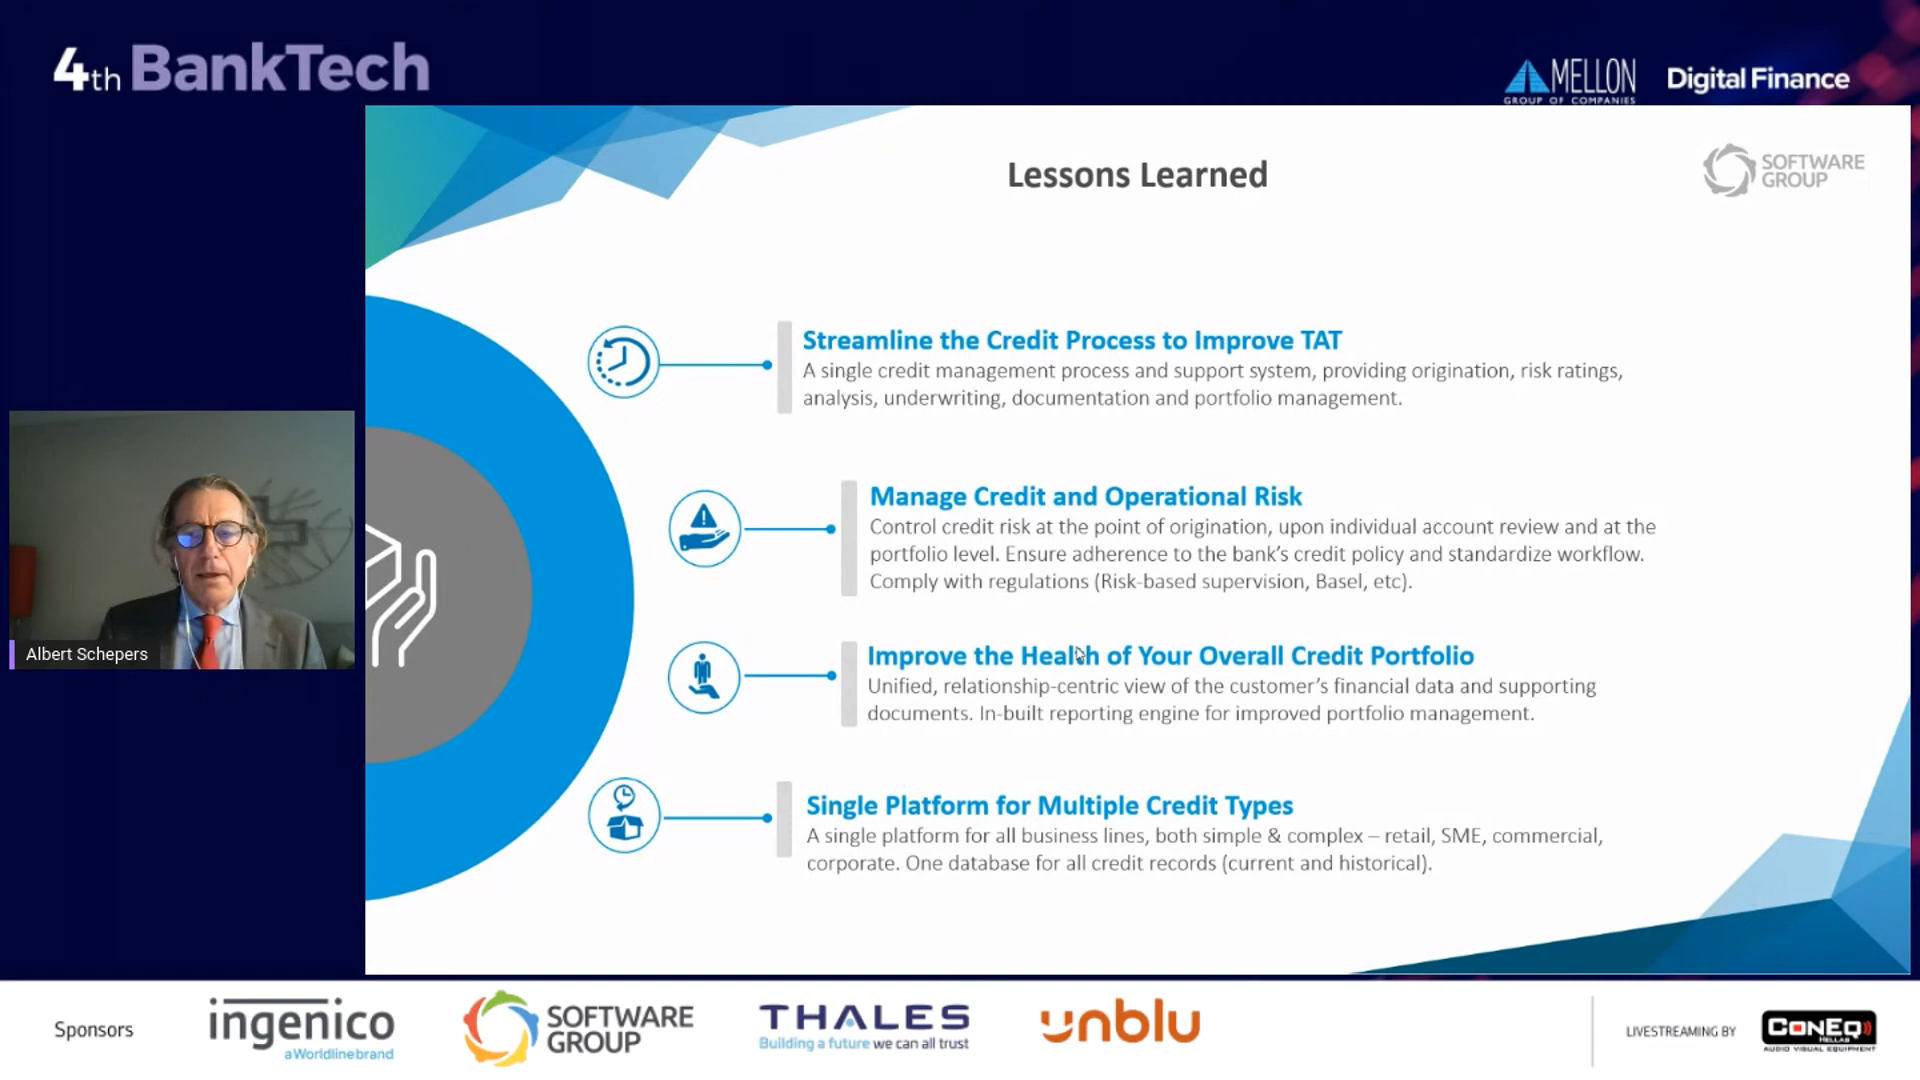 4th BankTech
MELLON
GROUP OF COMPANIES
Digital Finance
Lessons Learned
SOFTWARE
GROUP
Streamline the Credit Process to Improve TAT
A single credit management process and support system, providing origination, risk ratings,
analysis, underwriting, documentation and portfolio management.
Manage Credit and Operational Risk
Control credit risk at the point of origination, upon individual account review and at the
portfolio level. Ensure adherence to the bank’s credit policy and standardize workflow.
Comply with regulations (Risk-based supervision, Basel, etc).
Albert Schepers
Improve the Health of Your Overall Credit Portfolio
Unified, relationship-centric view of the customer’s financial data and supporting
documents. In-built reporting engine for improved portfolio management.
Single Platform for Multiple Credit Types
A single platform for all business lines, both simple & complex – retail, SME, commercial,
corporate. One database for all credit records (current and historical).
Sponsors
ingenico
a Worldline brand
SOFTWARE
GROUP
THALES
Building a future we can all trust
unblu
LIVESTREAMING BY
CONEQ
HELLAS
AUDIO VISUAL EQUIPMENT